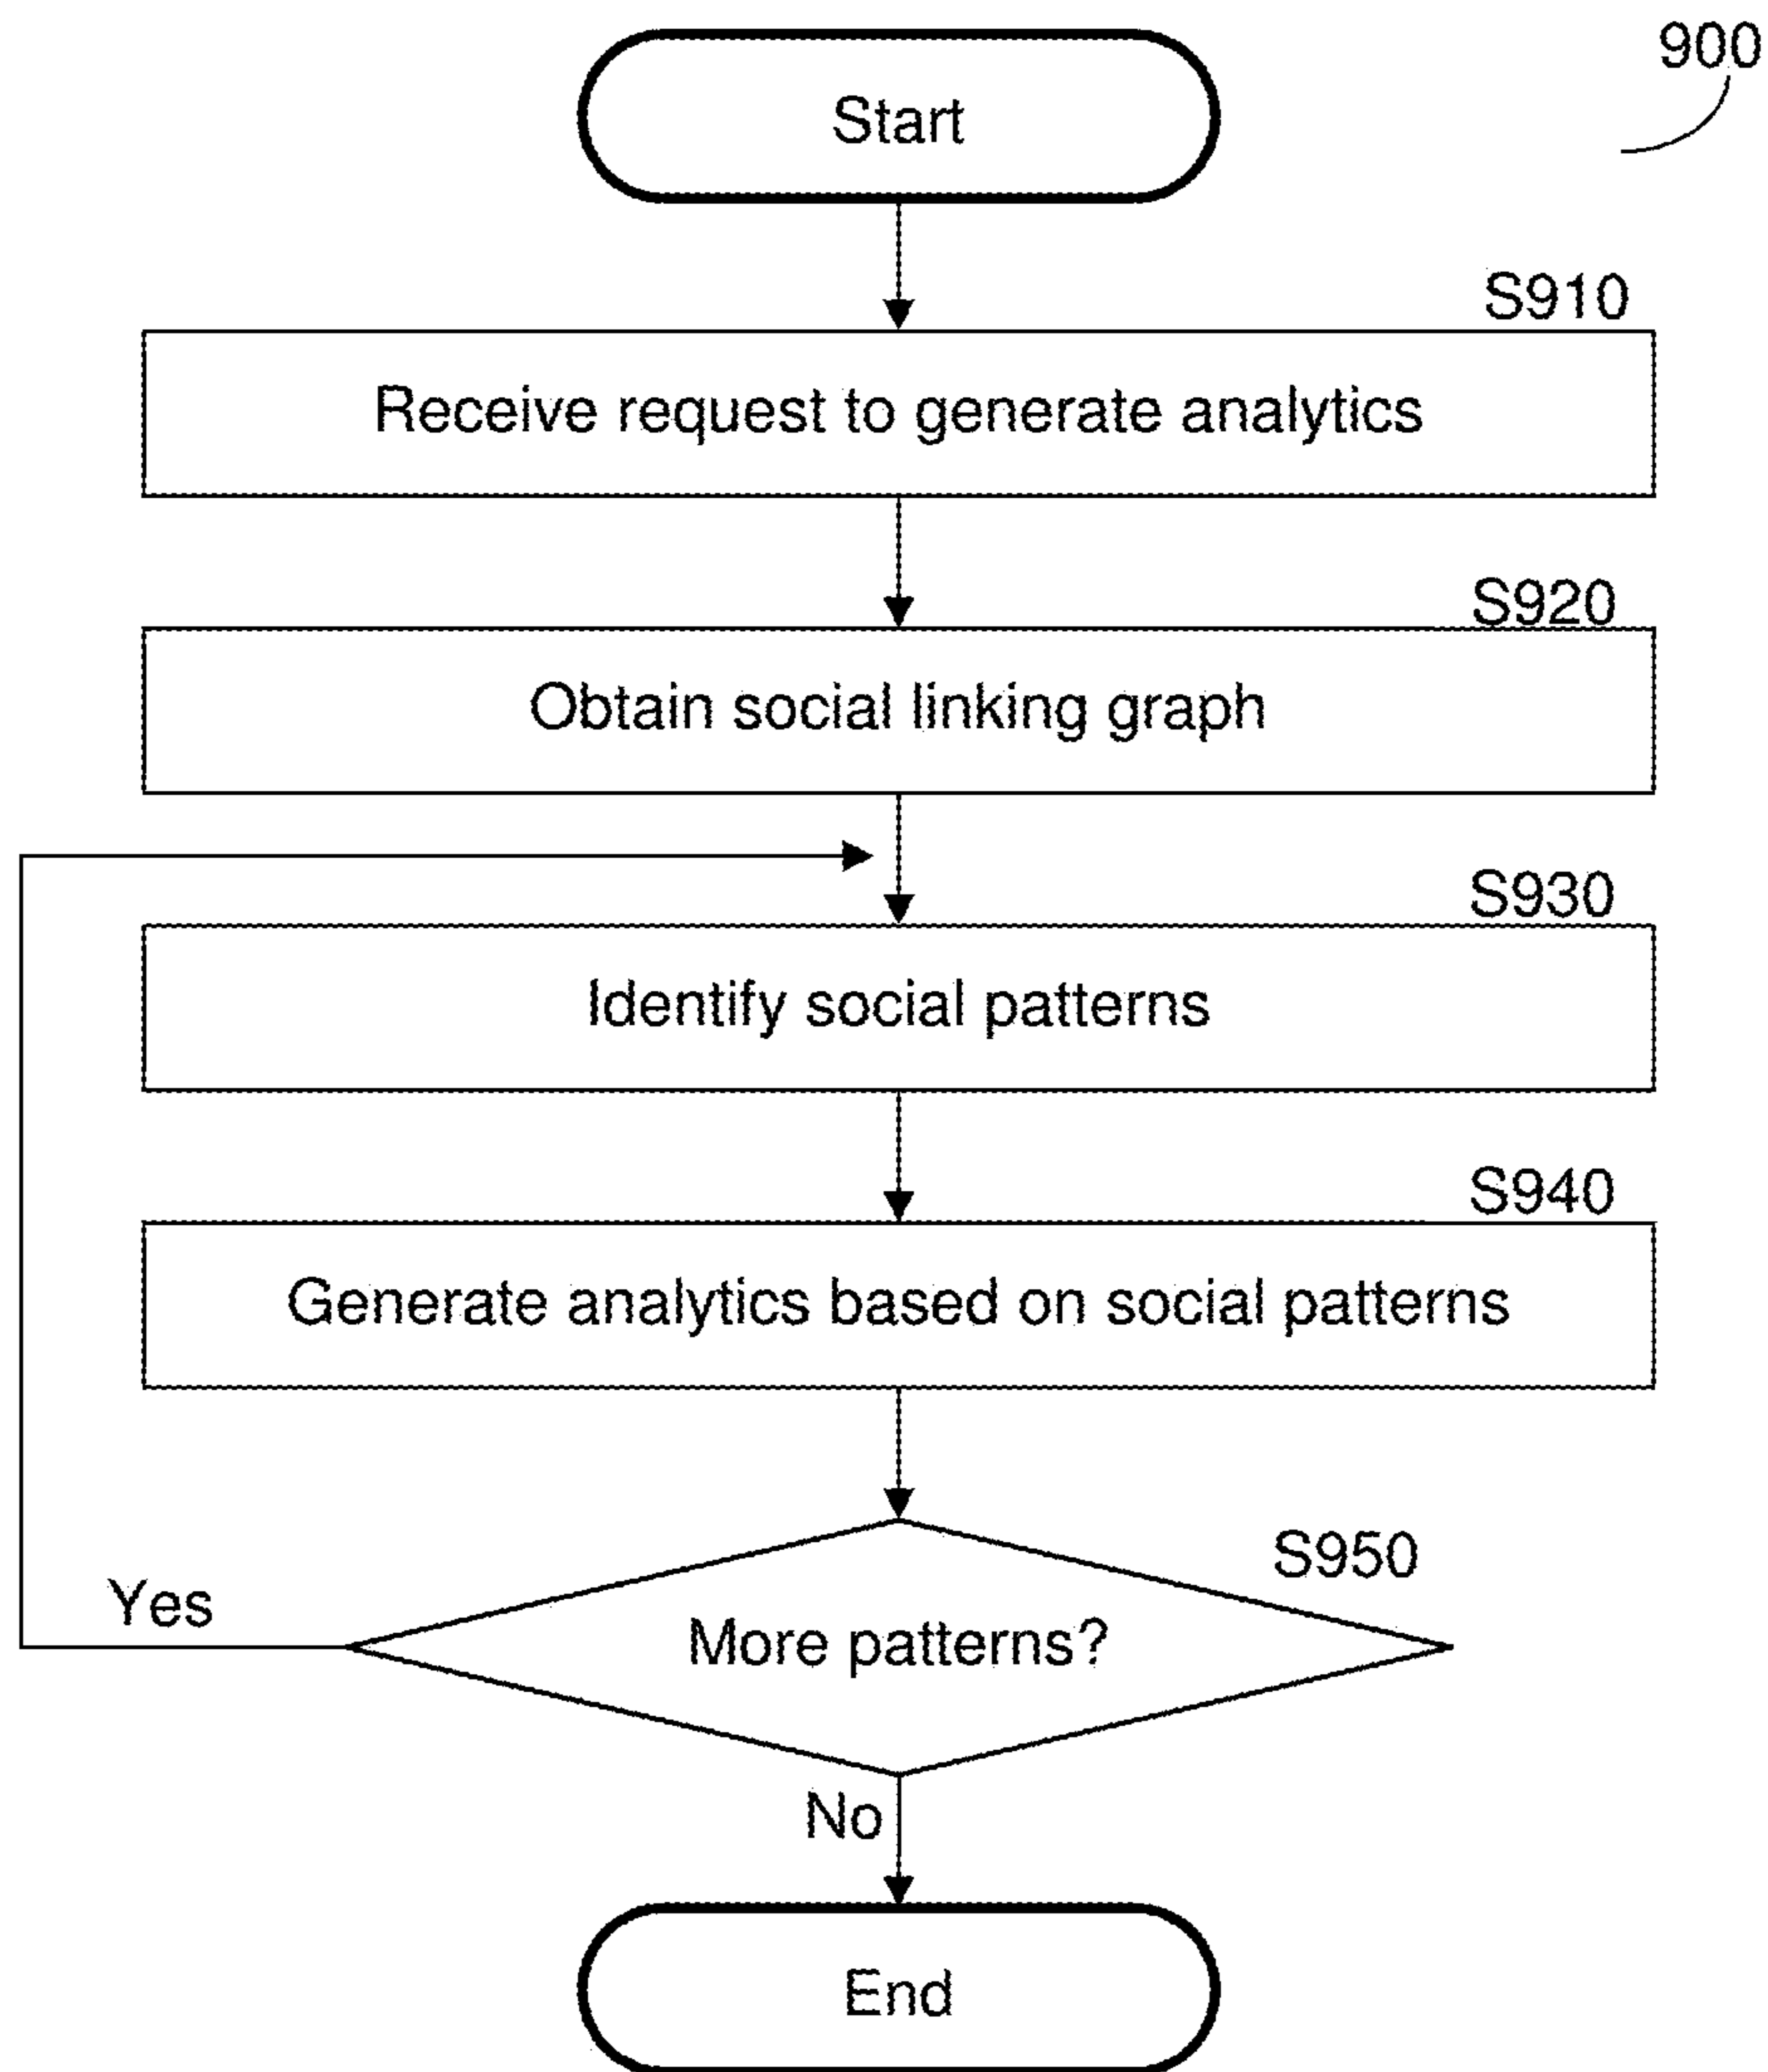 900
Start
S910
Receive request to generate analytics
S920
Obtain social linking graph
S930
Identify social patterns
S940
Generate analytics based on social patterns
S950
Yes
More patterns?
No
End